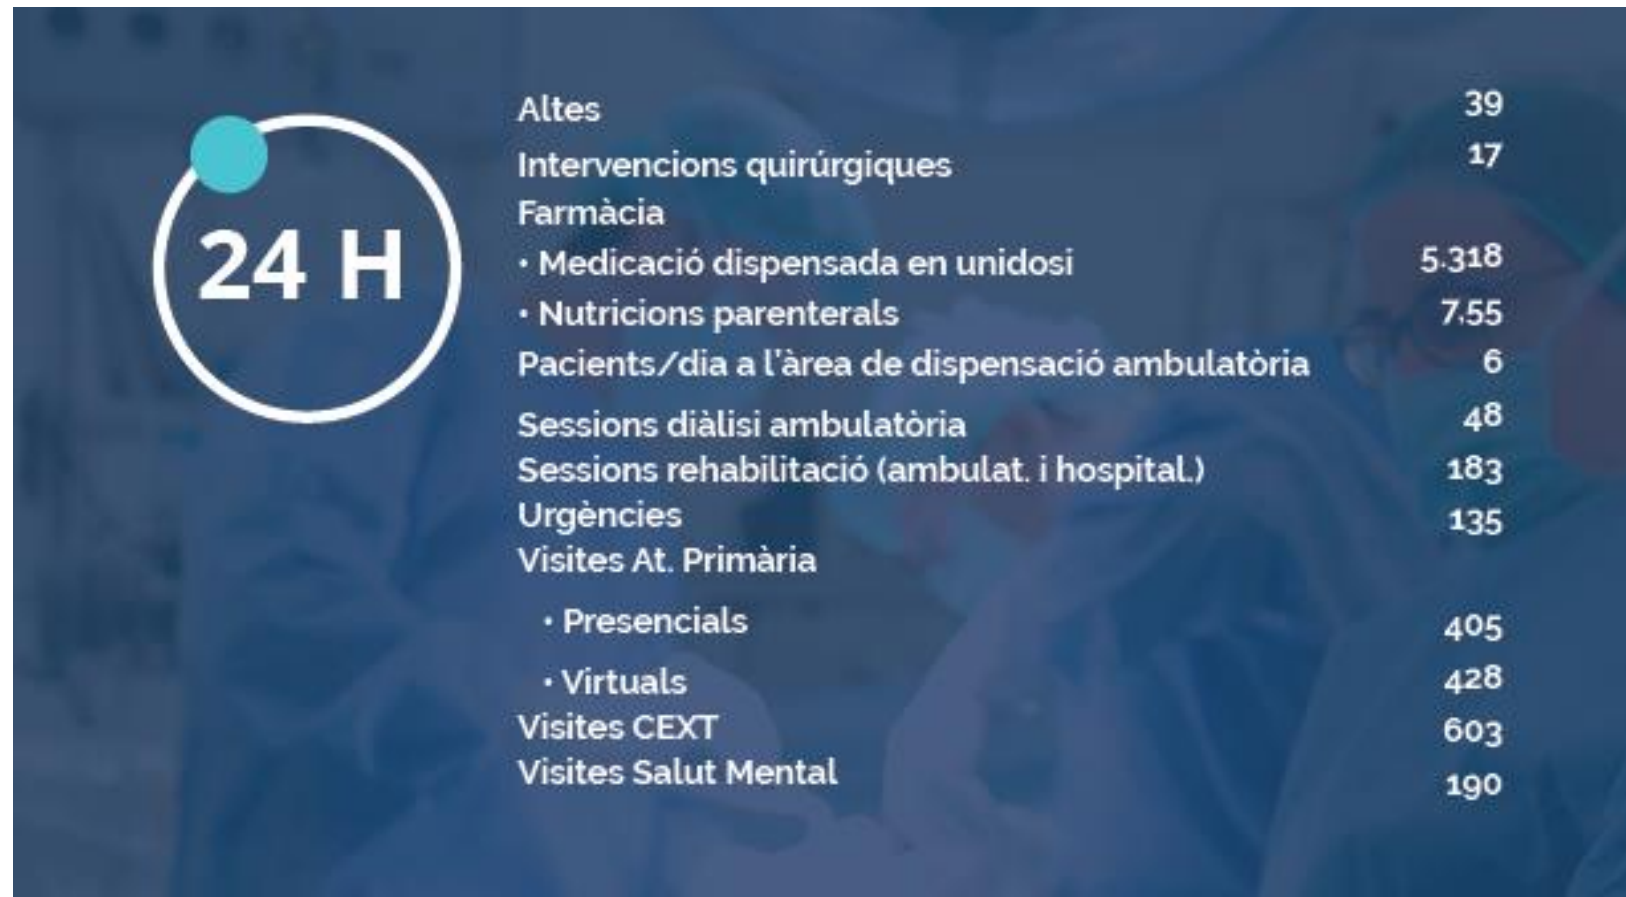 24 H
Altes 39
Intervencions quirúrgiques 17
Farmàcia
• Medicació dispensada en unidosi 5.318
• Nutricions parenterals 7,55
Pacients/dia a l'àrea de dispensació ambulatòria 6
Sessions diàlisi ambulatòria 48
Sessions rehabilitació (ambulat. i hospital.) 183
Urgències 135
Visites At. Primària
• Presencials 405
• Virtuals 428
Visites CEXT 603
Visites Salut Mental 190